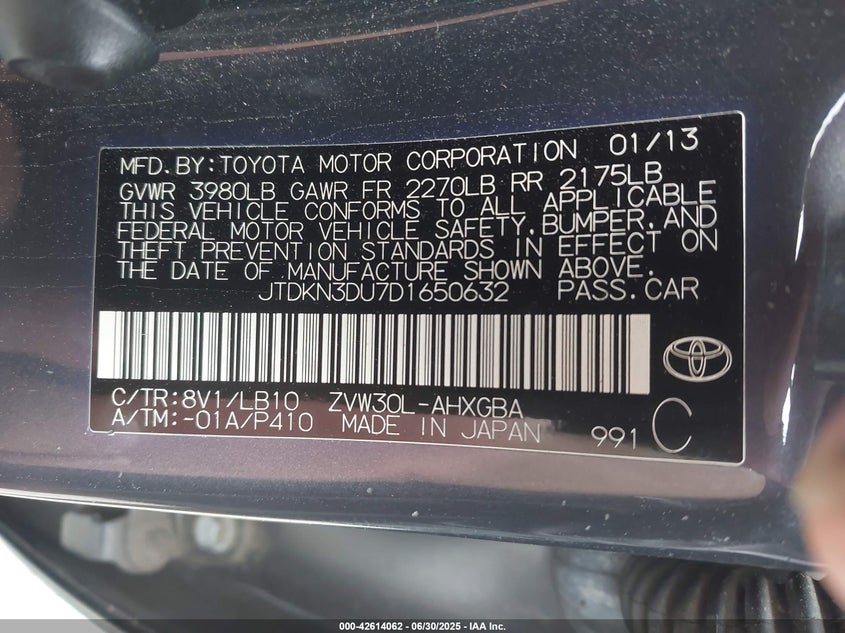 MFD.BY:TOYOTA MOTOR CORPORATION 01/13
GVWR 3980LB GAWR FR 2270LB RR 2175LB
THIS VEHICLE CONFORMS TO ALL APPLICABLE
FEDERAL MOTOR VEHICLE SAFETY,BUMPER,AND
THEFT PREVENTION STANDARDS IN EFFECT ON
THE DATE OF MANUFACTURE SHOWN ABOVE.
JTDKN3DU7D1650632 PASS.CAR
C/TR:8V1/LB10 ZVW30L-AHXGBA
A/TM:-01A/P410 MADE IN JAPAN 991 C
000-42614062 - 06/30/2025 - IAA Inc.